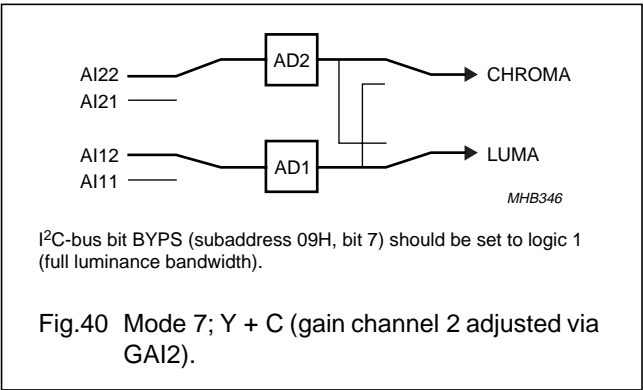 AI22
AI21
AD2
CHROMA
AI12
AI11
AD1
LUMA
MHB346
I²C-bus bit BYPS (subaddress 09H, bit 7) should be set to logic 1
(full luminance bandwidth).
Fig.40 Mode 7; Y + C (gain channel 2 adjusted via
GAI2).